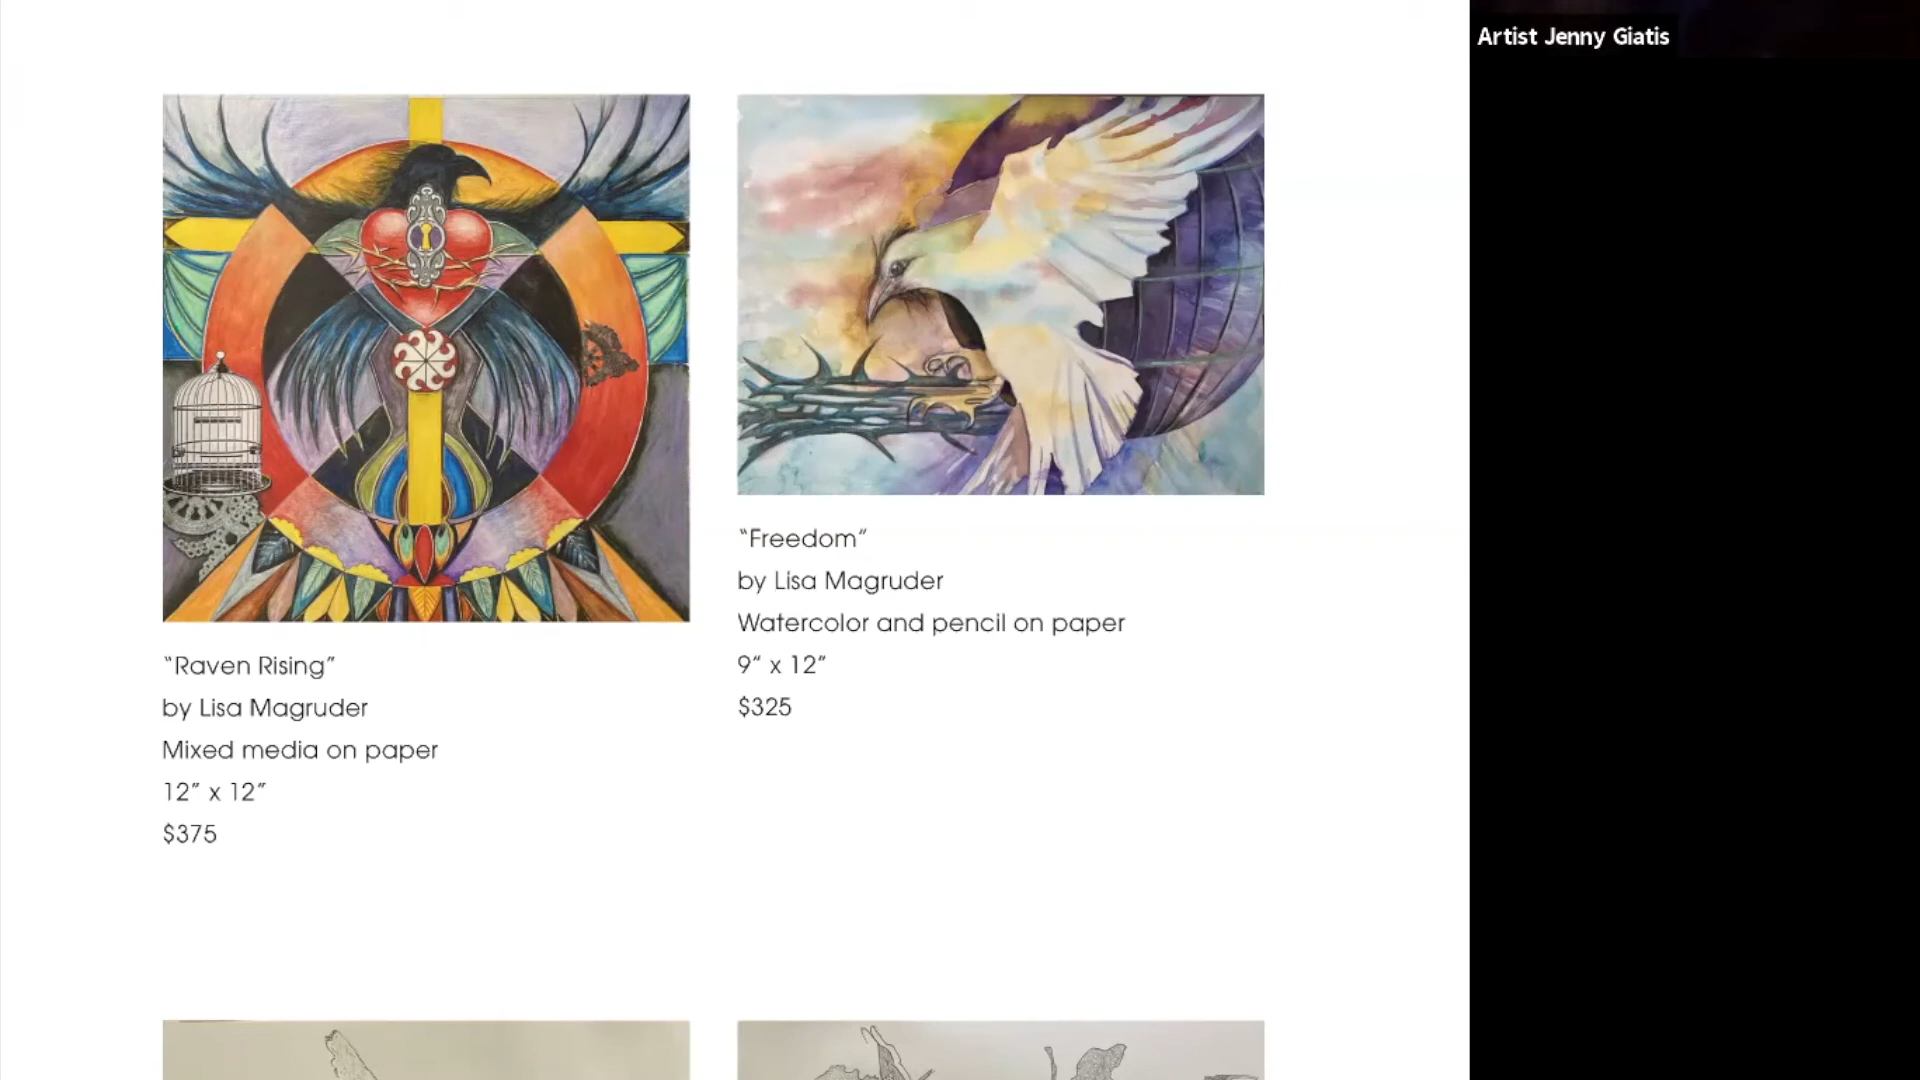 Artist Jenny Giatis
“Raven Rising”
by Lisa Magruder
Mixed media on paper
12” x 12”
$375
“Freedom”
by Lisa Magruder
Watercolor and pencil on paper
9” x 12”
$325